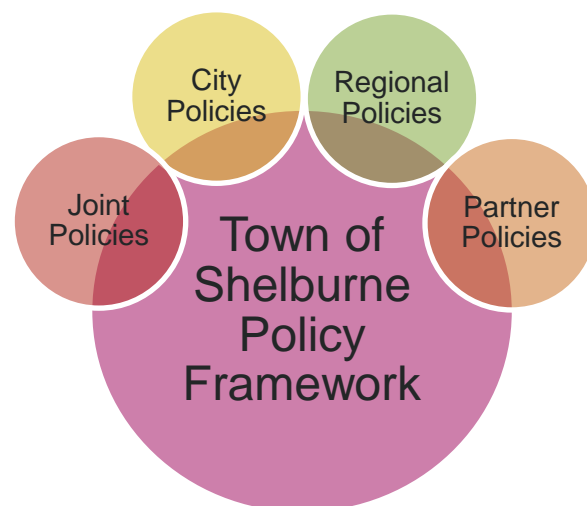 City
Policies
Regional
Policies
Joint
Policies
Partner
Policies
Town of
Shelburne
Policy
Framework